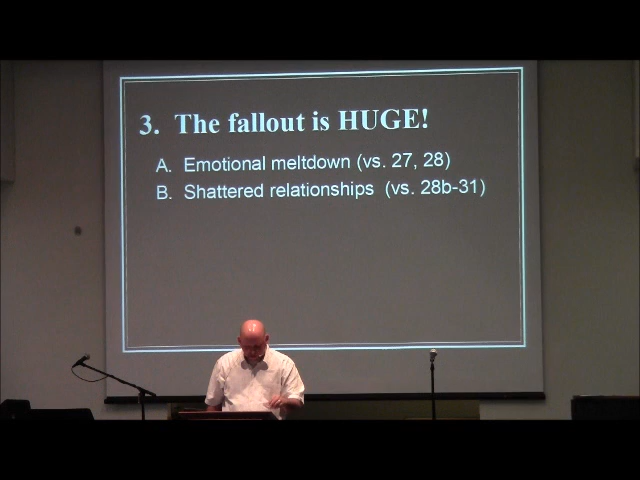 3. The fallout is HUGE!
A. Emotional meltdown (vs. 27, 28)
B. Shattered relationships (vs. 28b-31)